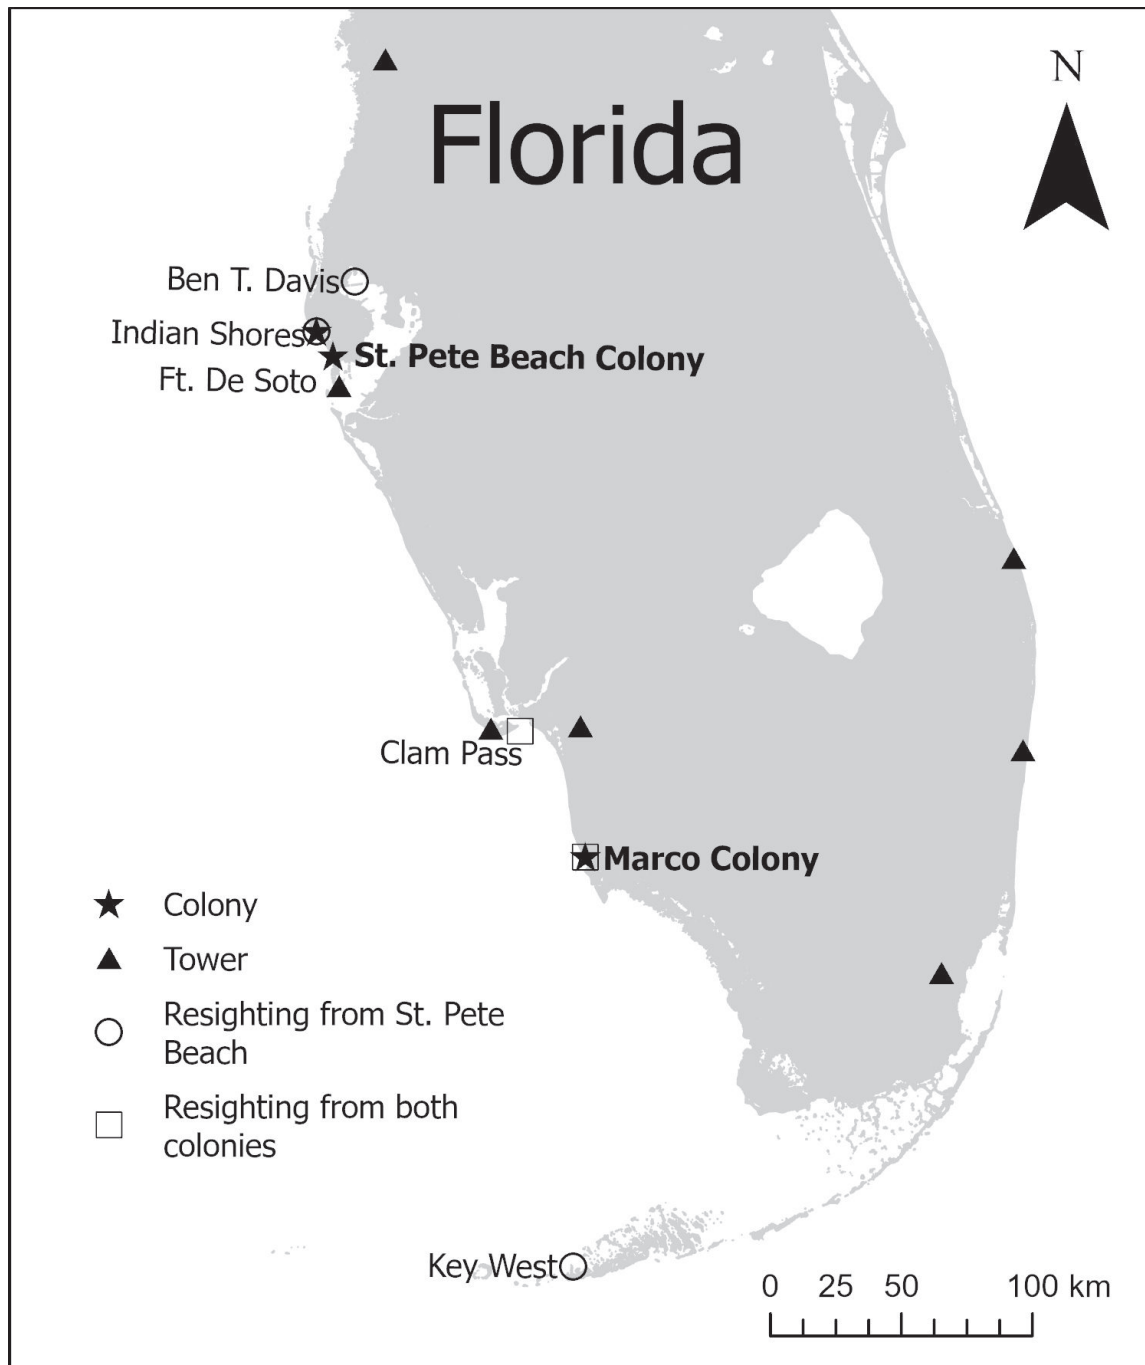 N
Florida
Ben T. Davis
Indian Shores
St. Pete Beach Colony
Ft. De Soto
Clam Pass
Marco Colony
Colony
Tower
Resighting from St. Pete
Beach
Resighting from both
colonies
Key West
0 25 50 100 km